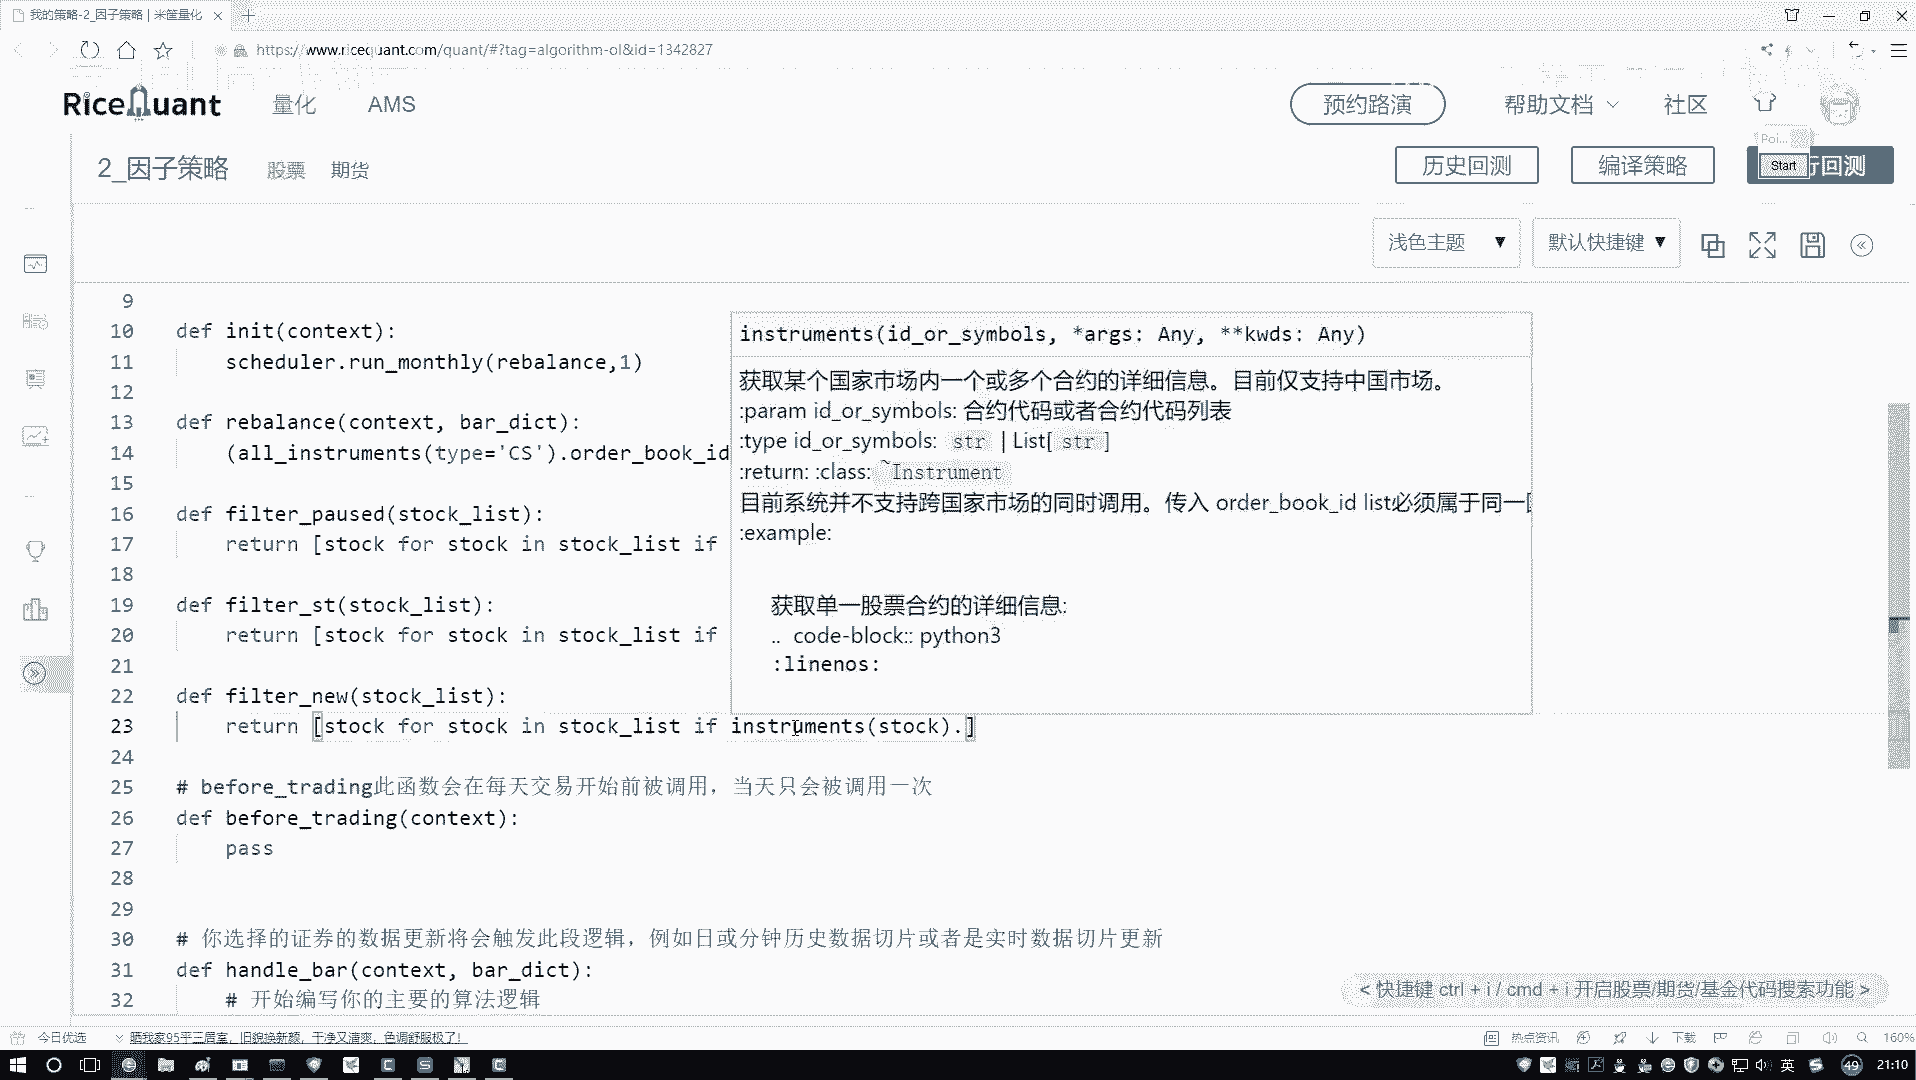 我的策略-2_因子策略 | 米筐量化
https://www.ricequant.com/quant/#?tag=algorithm-ol&id=1342827
RiceQuant 量化 AMS 预约路演 帮助文档 社区
Poi...
2_因子策略 股票 期货 历史回测 编译策略 Start 行回测
浅色主题 ▼ 默认快捷键 ▼
9
10 def init(context):
11 scheduler.run_monthly(rebalance,1)
12
13 def rebalance(context, bar_dict):
14 (all_instruments(type='CS').order_book_id
15
16 def filter_paused(stock_list):
17 return [stock for stock in stock_list if
18
19 def filter_st(stock_list):
20 return [stock for stock in stock_list if
21
22 def filter_new(stock_list):
23 return [stock for stock in stock_list if instruments(stock).]
24
25 # before_trading此函数会在每天交易开始前被调用，当天只会被调用一次
26 def before_trading(context):
27 pass
28
29
30 # 你选择的证券的数据更新将会触发此段逻辑，例如日或分钟历史数据切片或者是实时数据切片更新
31 def handle_bar(context, bar_dict):
32 # 开始编写你的主要的算法逻辑
instruments(id_or_symbols, *args: Any, **kwds: Any)
获取某个国家市场内一个或多个合约的详细信息。目前仅支持中国市场。
:param id_or_symbols: 合约代码或者合约代码列表
:type id_or_symbols: str | List[ str ]
:return: :class: ~Instrument
目前系统并不支持跨国家市场的同时调用。传入 order_book_id list必须属于同一
:example:
获取单一股票合约的详细信息:
.. code-block:: python3
:linenos:
< 快捷键 ctrl + i / cmd + i 开启股票/期货/基金代码搜索功能 >
今日优选 晒我家95平三居室，旧貌换新颜，干净又清爽，色调舒服极了！ 热点资讯 下载 160%
英 49 21:10